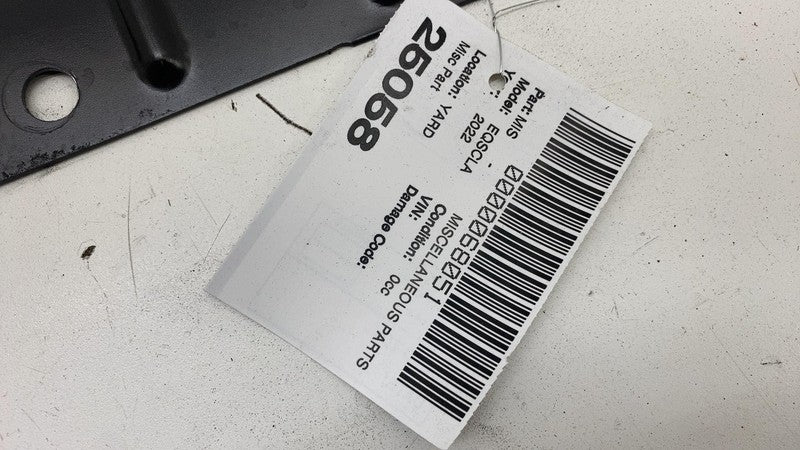 0000068051
Part: MIS - MISCELLANEOUS PARTS
Model: EQSCLA Condition: OCC
2022 VIN:
Location: YARD Damage Code:
Misc Part
25058